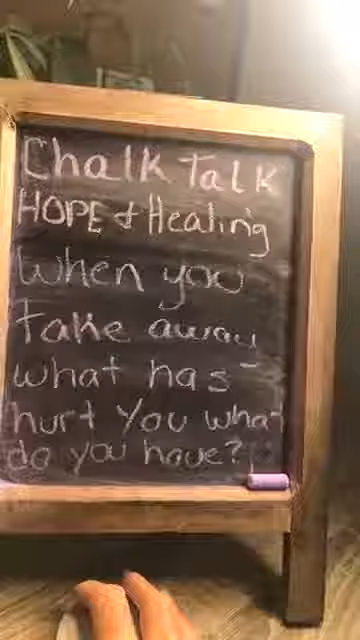 Chalk Talk
HOPE & Healing
When you
take away
what has
hurt You what
do you have?